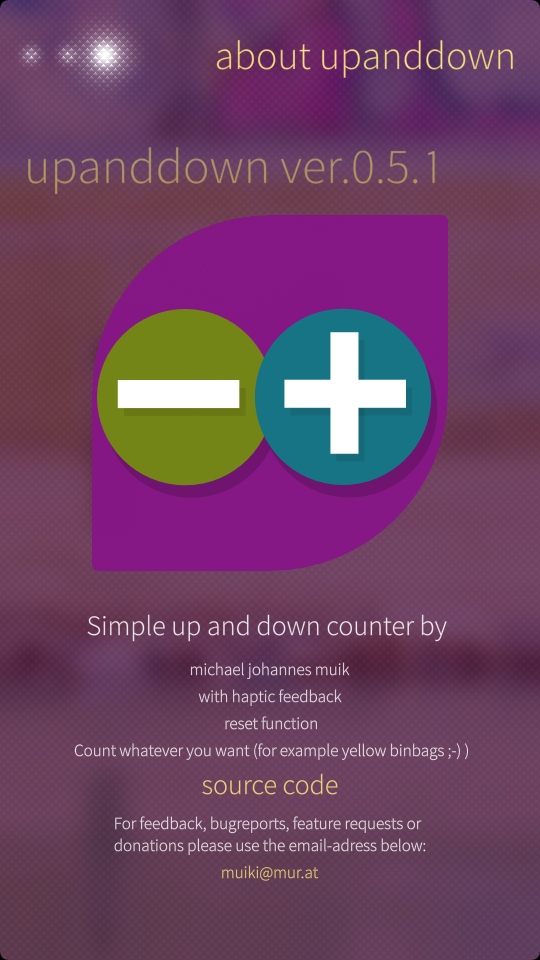 about upanddown
upanddown ver.0.5.1
Simple up and down counter by
michael johannes muik
with haptic feedback
reset function
Count whatever you want (for example yellow binbags ;-) )
source code
For feedback, bugreports, feature requests or
donations please use the email-adress below:
muiki@mur.at